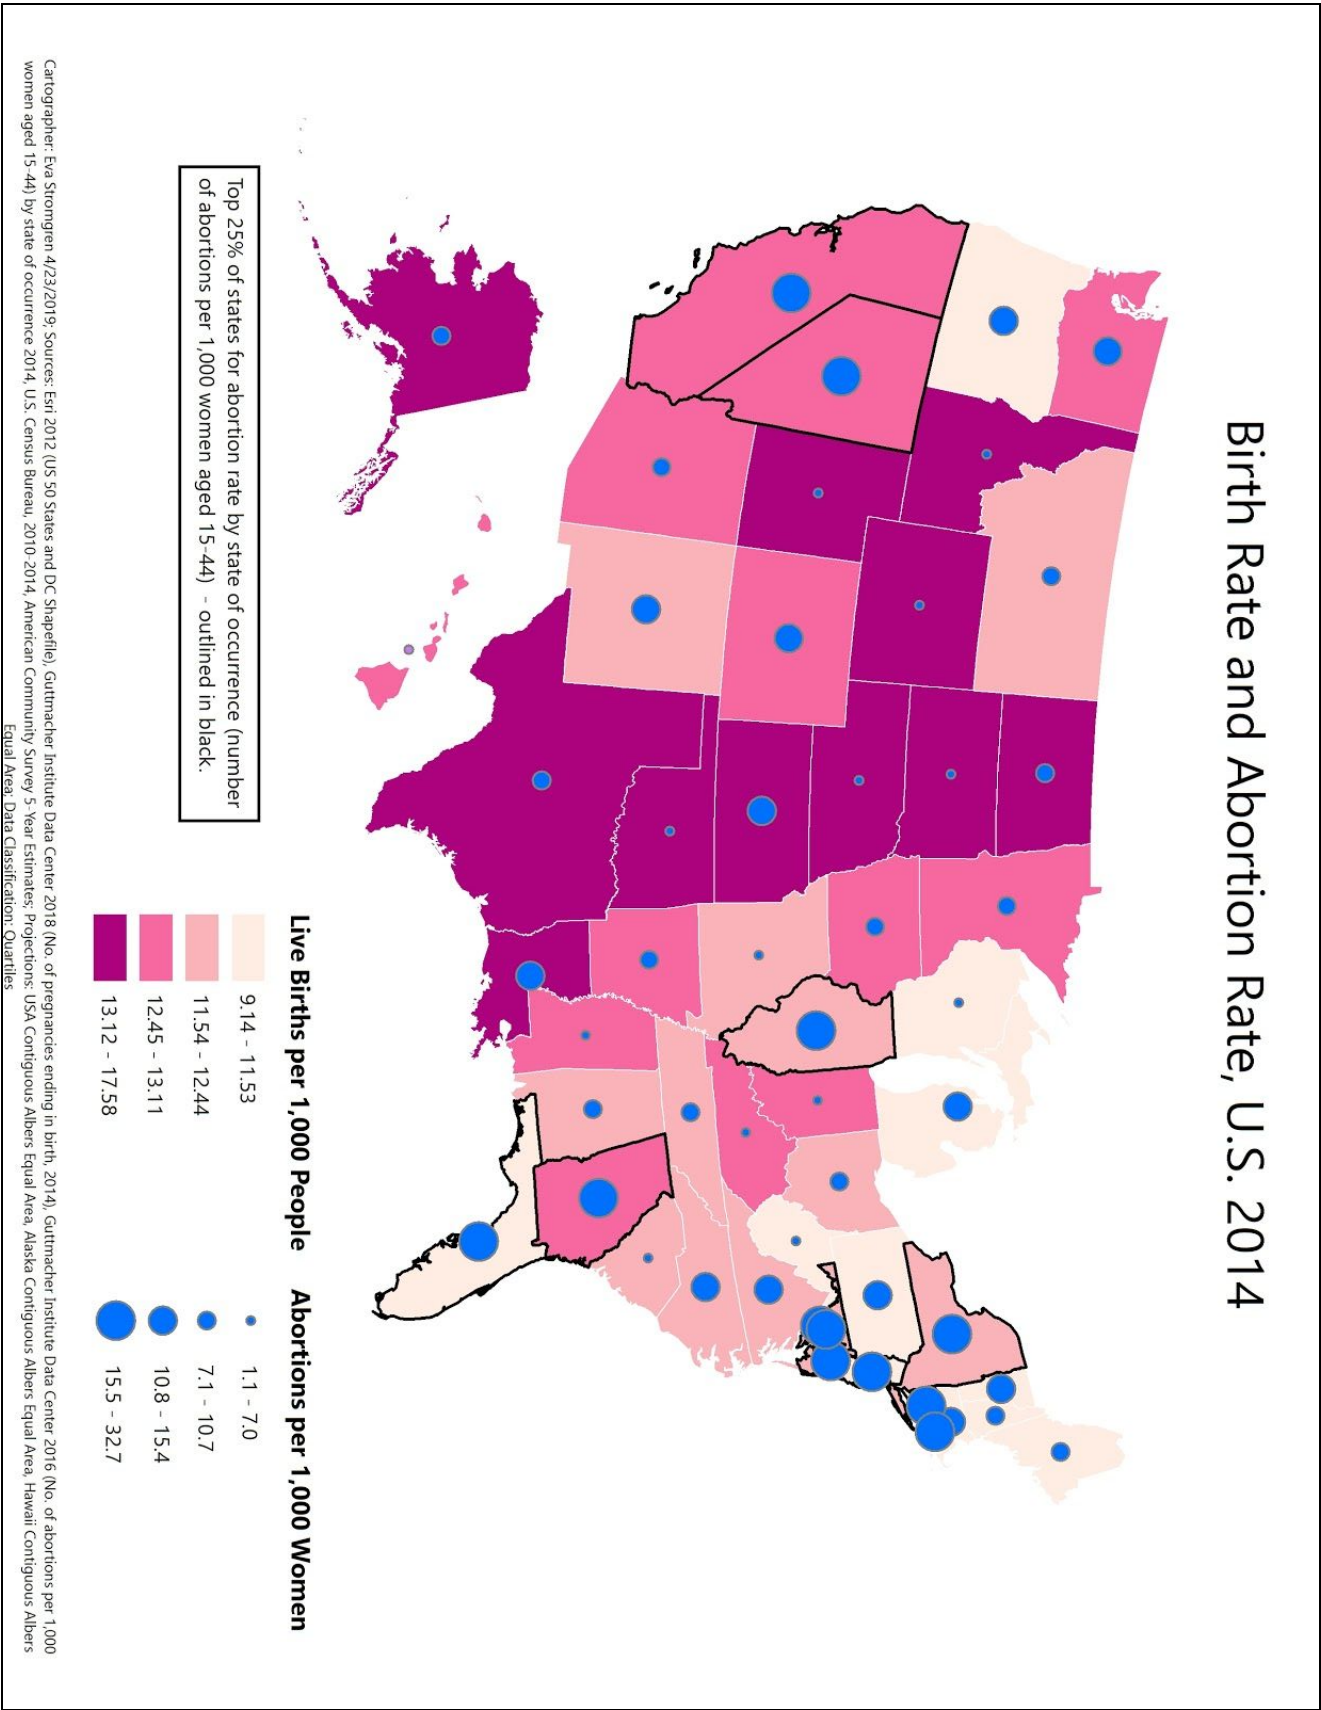 Birth Rate and Abortion Rate, U.S. 2014
Top 25% of states for abortion rate by state of occurrence (number
of abortions per 1,000 women aged 15-44) - outlined in black.
Live Births per 1,000 People
9.14 - 11.53
11.54 - 12.44
12.45 - 13.11
13.12 - 17.58
Abortions per 1,000 Women
1.1 - 7.0
7.1 - 10.7
10.8 - 15.4
15.5 - 32.7
Cartographer: Eva Stromgren 4/23/2019; Sources: Esri 2012 (US 50 States and DC Shapefile), Guttmacher Institute Data Center 2018 (No. of pregnancies ending in birth, 2014), Guttmacher Institute Data Center 2016 (No. of abortions per 1,000
women aged 15-44) by state of occurrence 2014, U.S. Census Bureau, 2010-2014, American Community Survey 5-Year Estimates; Projections: USA Contiguous Albers Equal Area, Alaska Contiguous Albers Equal Area, Hawaii Contiguous Albers
Equal Area; Data Classification: Quartiles